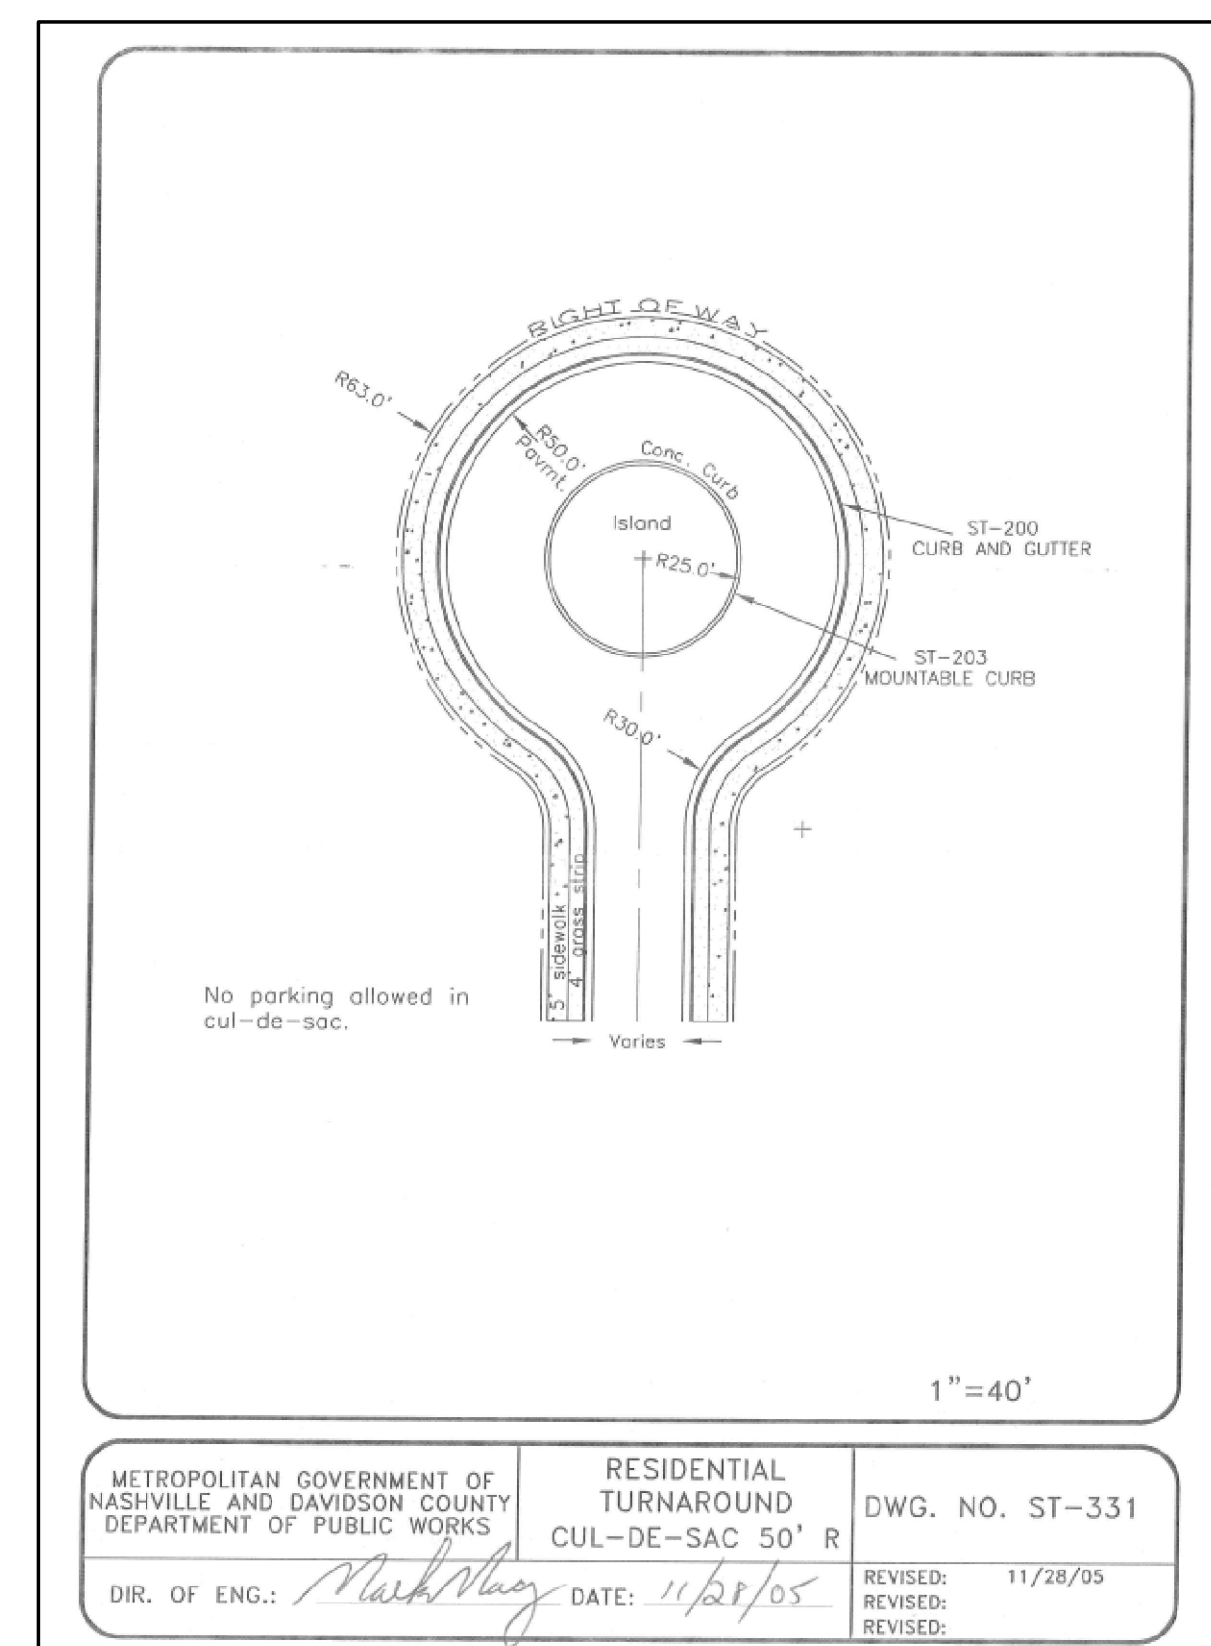 RIGHT OF WAY
R63.0'
R50.0'
Pavmt.
Conc. Curb
Island
R25.0'
ST-200
CURB AND GUTTER
ST-203
MOUNTABLE CURB
R30.0'
5' sidewalk
4' grass strip
No parking allowed in
cul-de-sac.
Varies
1"=40'
METROPOLITAN GOVERNMENT OF
NASHVILLE AND DAVIDSON COUNTY
DEPARTMENT OF PUBLIC WORKS
RESIDENTIAL
TURNAROUND
CUL-DE-SAC 50' R
DWG. NO. ST-331
DIR. OF ENG.:
DATE: 11/28/05
REVISED: 11/28/05
REVISED:
REVISED: